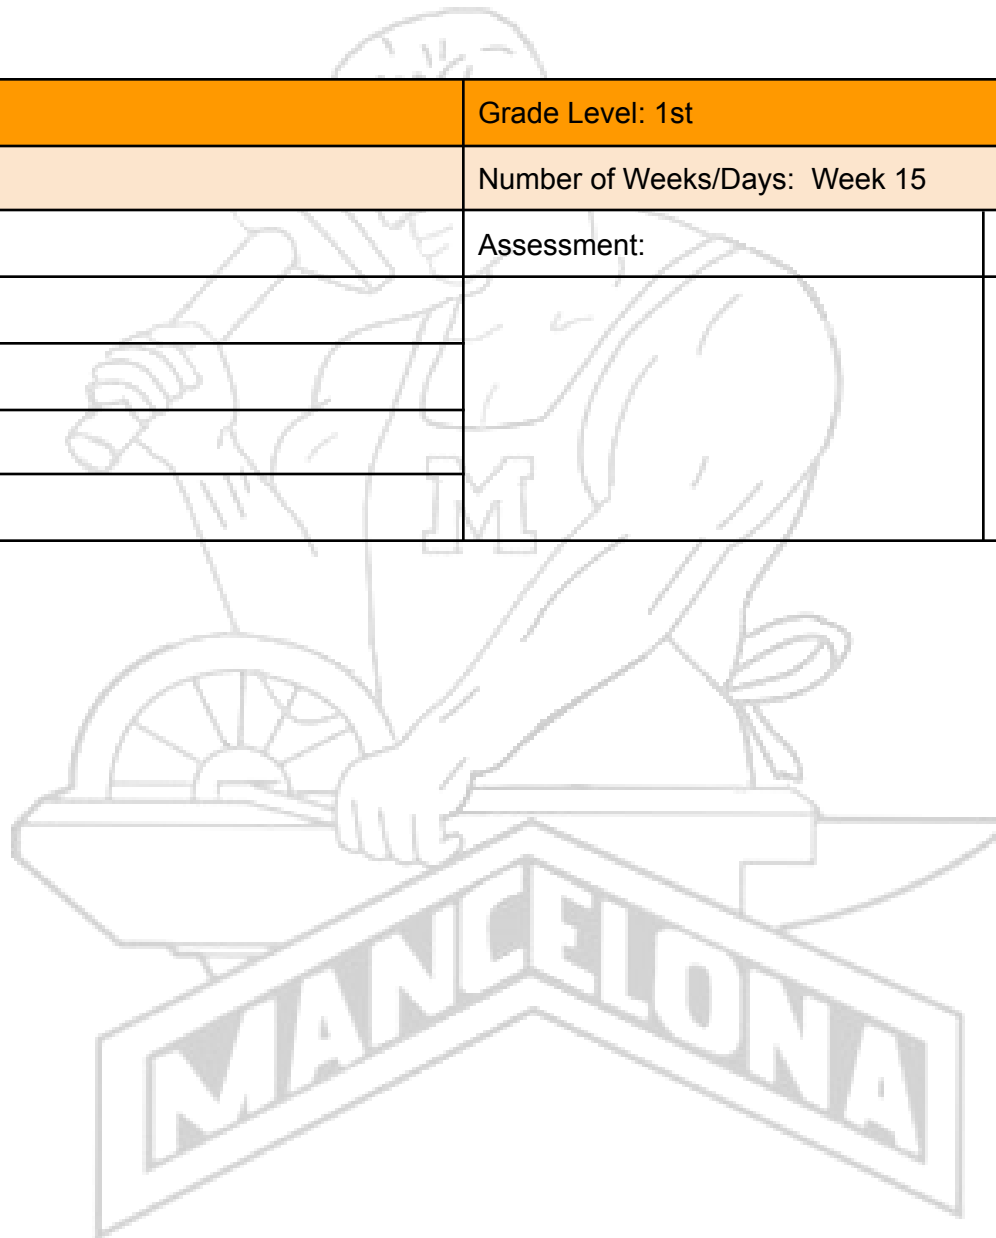 Grade Level: 1st
Number of Weeks/Days: Week 15
Assessment:
M
MANCELONA